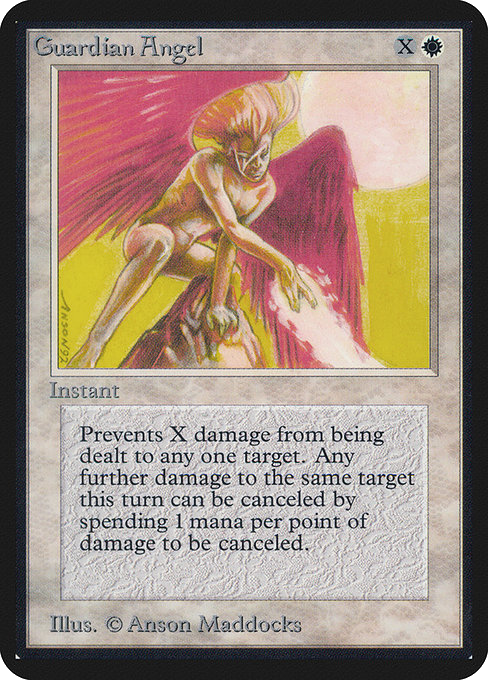 Guardian Angel X
ANSON92
Instant
Prevents X damage from being
dealt to any one target. Any
further damage to the same target
this turn can be canceled by
spending 1 mana per point of
damage to be canceled.
Illus. © Anson Maddocks